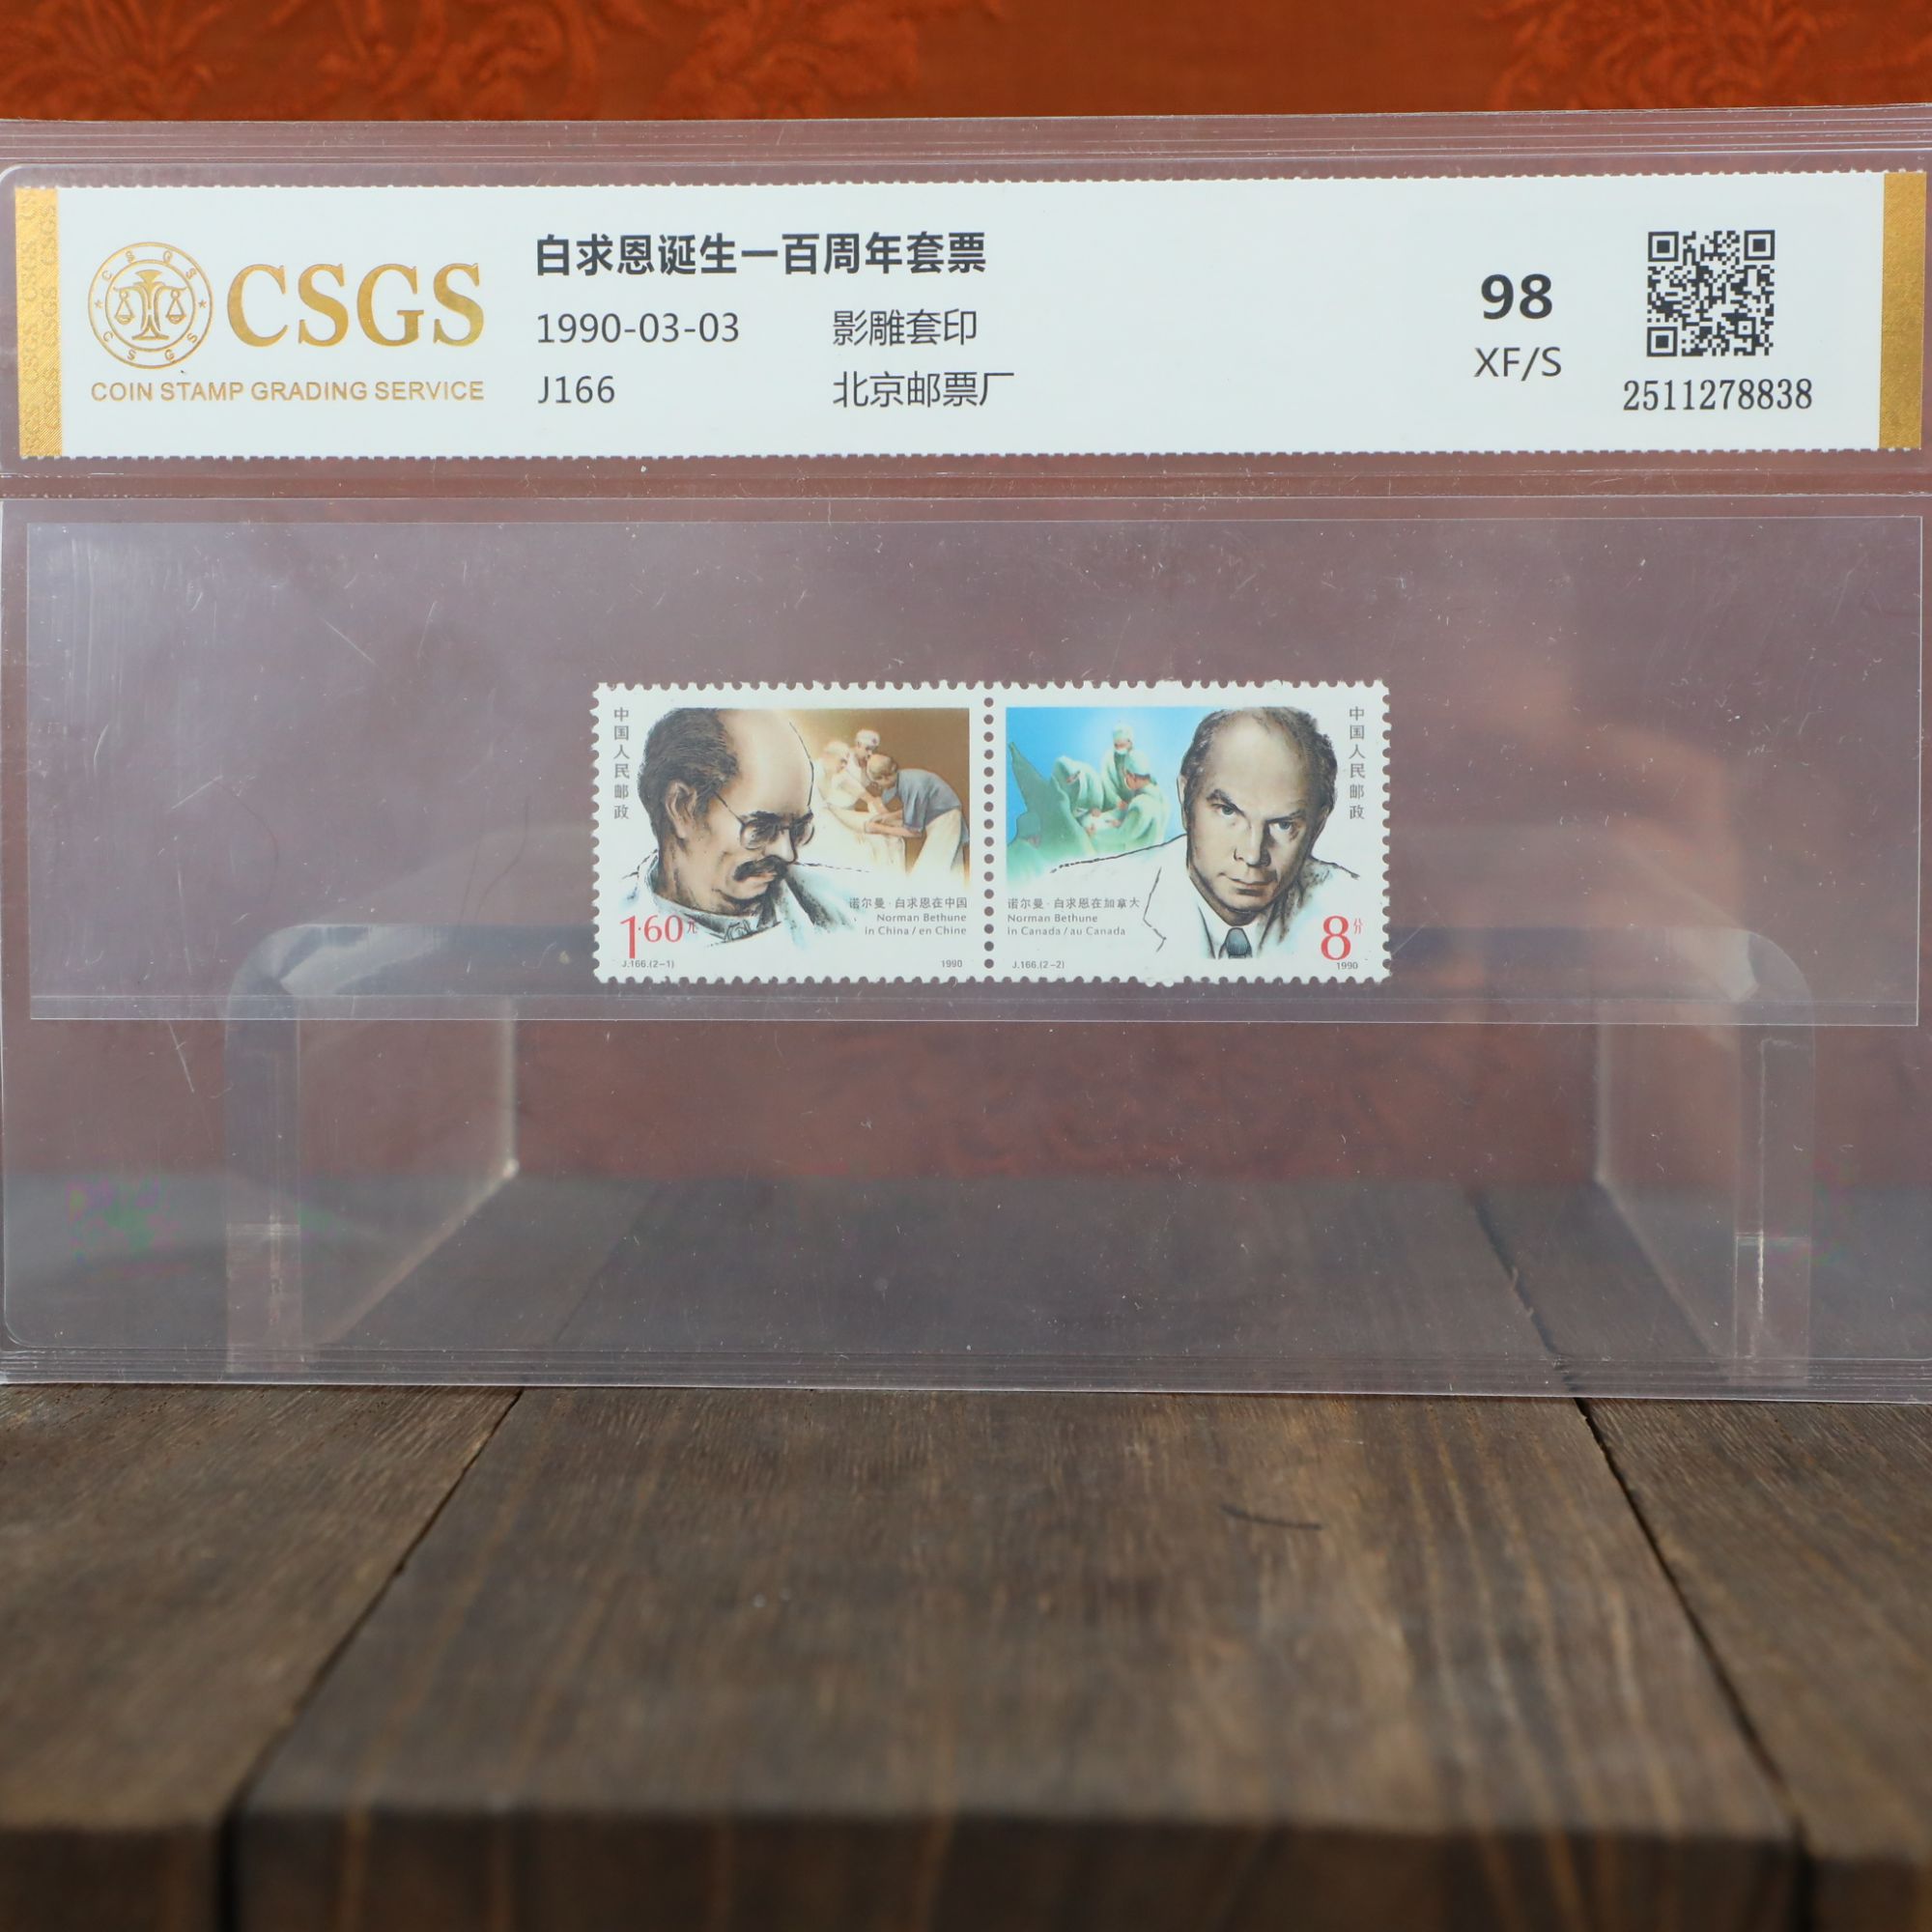 CSGS
COIN STAMP GRADING SERVICE
白求恩诞生一百周年套票
1990-03-03 影雕套印
J166 北京邮票厂
98
XF/S
2511278838
中国人民邮政
诺尔曼·白求恩在中国
Norman Bethune
in China / en Chine
1.60元
J.166.(2-1) 1990
中国人民邮政
诺尔曼·白求恩在加拿大
Norman Bethune
in Canada / au Canada
8分
J.166.(2-2) 1990